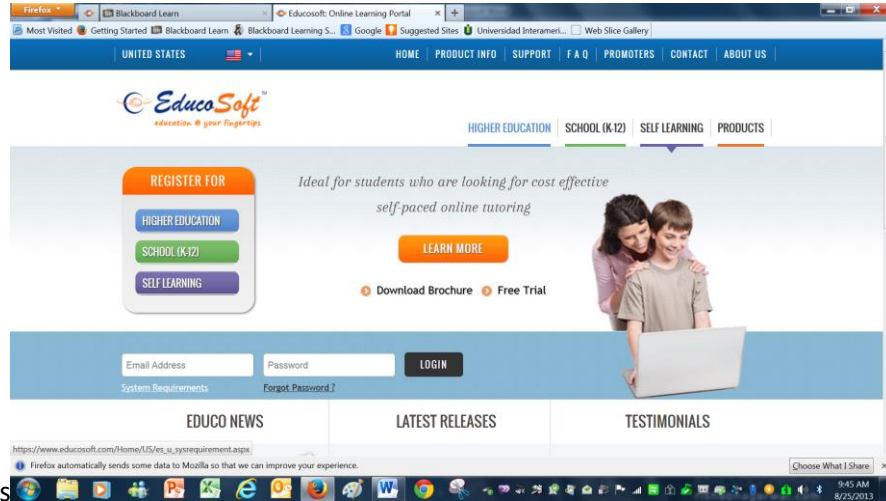 Firefox
Blackboard Learn × Educosoft: Online Learning Portal × +
Most Visited Getting Started Blackboard Learn Blackboard Learning S... Google Suggested Sites Universidad Interameri... Web Slice Gallery
UNITED STATES HOME PRODUCT INFO SUPPORT F A Q PROMOTERS CONTACT ABOUT US
EducoSoft™
education @ your fingertips
HIGHER EDUCATION SCHOOL (K-12) SELF LEARNING PRODUCTS
REGISTER FOR
HIGHER EDUCATION
SCHOOL (K-12)
SELF LEARNING
Ideal for students who are looking for cost effective
self-paced online tutoring
LEARN MORE
Download Brochure Free Trial
Email Address Password LOGIN
System Requirements Forgot Password ?
EDUCO NEWS LATEST RELEASES TESTIMONIALS
https://www.educosoft.com/Home/US/es_u_sysrequirement.aspx
Firefox automatically sends some data to Mozilla so that we can improve your experience. Choose What I Share ×
s
9:45 AM
8/25/2013